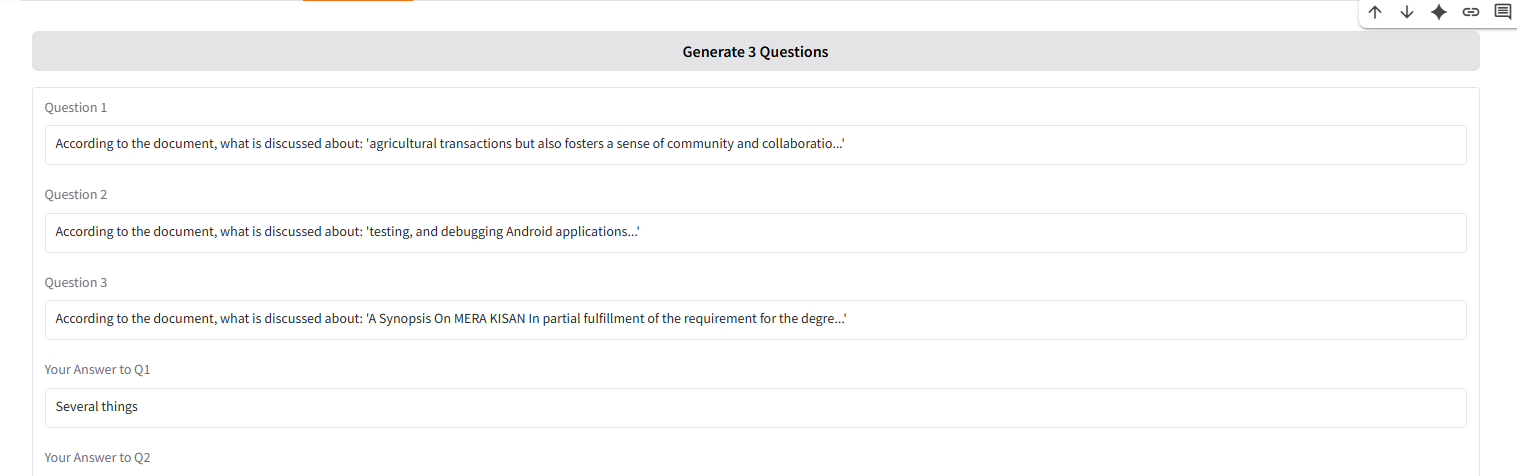 Generate 3 Questions
Question 1
According to the document, what is discussed about: 'agricultural transactions but also fosters a sense of community and collaboratio...'
Question 2
According to the document, what is discussed about: 'testing, and debugging Android applications...'
Question 3
According to the document, what is discussed about: 'A Synopsis On MERA KISAN In partial fulfillment of the requirement for the degre...'
Your Answer to Q1
Several things
Your Answer to Q2